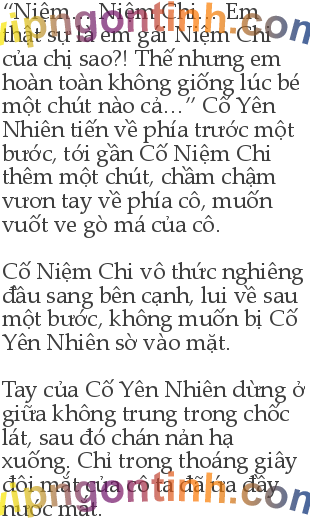 “Niệm… Niệm Chi… Em
thật sự là em gái Niệm Chi
của chị sao?! Thế nhưng em
hoàn toàn không giống lúc bé
một chút nào cả…” Cố Yên
Nhiên tiến về phía trước một
bước, tới gần Cố Niệm Chi
thêm một chút, chầm chậm
vươn tay về phía cô, muốn
vuốt ve gò má của cô.

Cố Niệm Chi vô thức nghiêng
đầu sang bên cạnh, lui về sau
một bước, không muốn bị Cố
Yên Nhiên sờ vào mặt.

Tay của Cố Yên Nhiên dừng ở
giữa không trung trong chốc
lát, sau đó chán nản hạ
xuống. Chỉ trong thoáng giây
đôi mắt của cô ta đã ứa đầy
nước mắt.